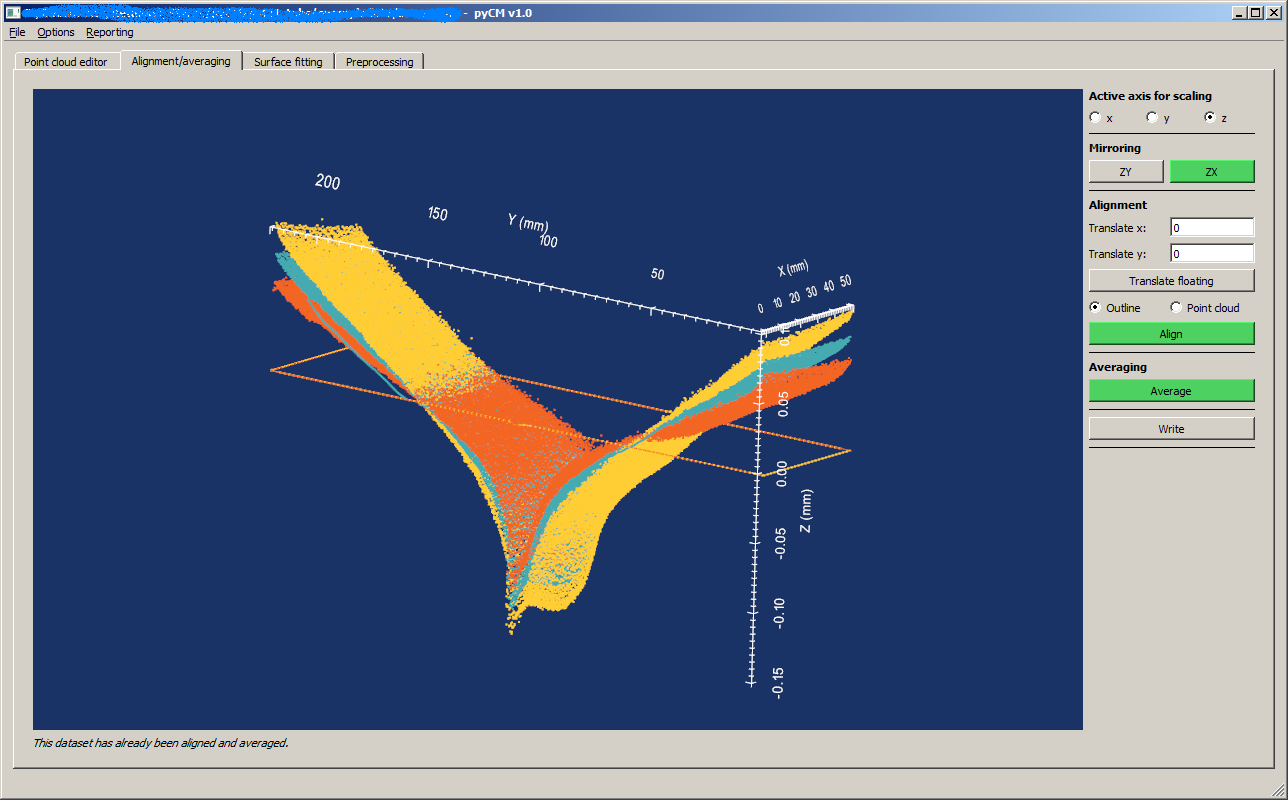 - pyCM v1.0
File Options Reporting
Point cloud editor Alignment/averaging Surface fitting Preprocessing
Active axis for scaling
x y z
Mirroring
ZY ZX
Alignment
Translate x: 0
Translate y: 0
Translate floating
Outline Point cloud
Align
Averaging
Average
Write
200
150
Y (mm)
100
50
X (mm)
0 10 20 30 40 50
0.05
0.00
Z (mm)
-0.05
-0.10
-0.15
This dataset has already been aligned and averaged.